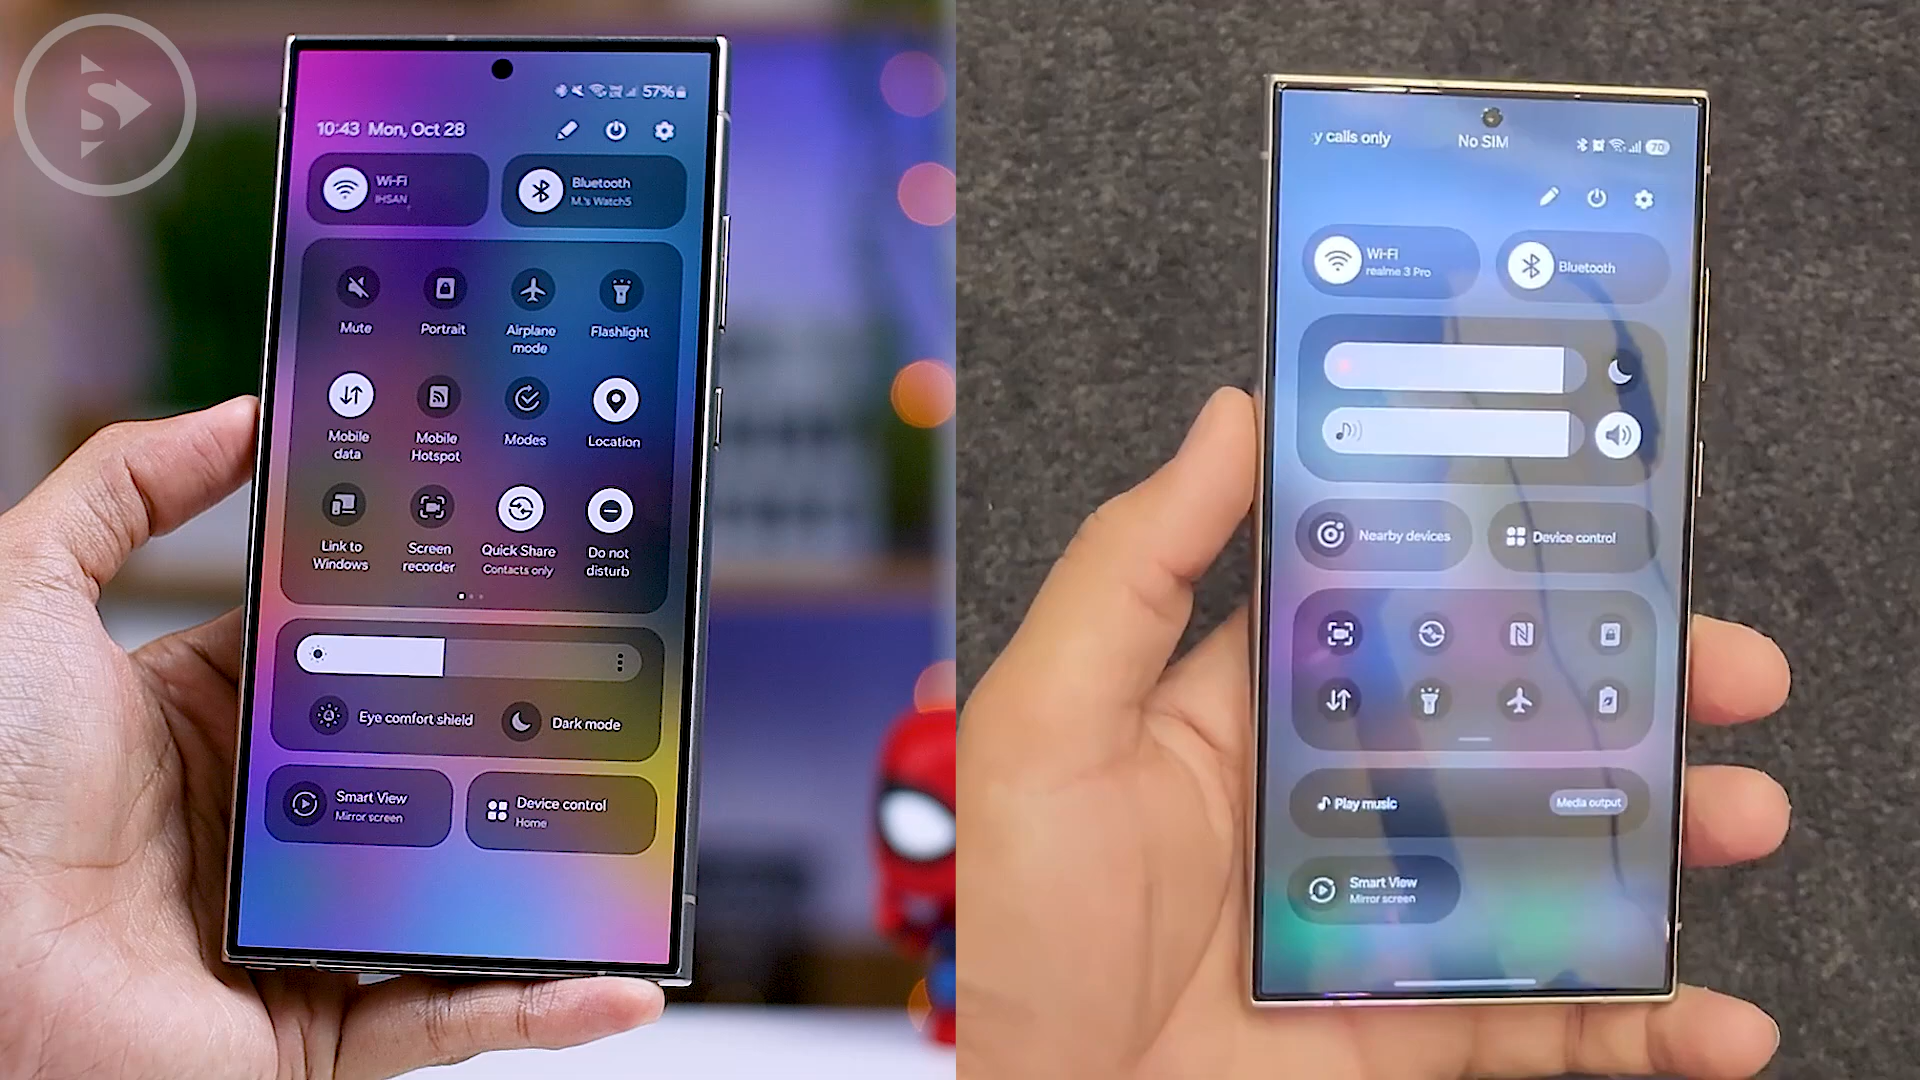 S
57%
10:43 Mon, Oct 28
Wi-Fi
IHSAN
Bluetooth
M.'s Watch5
Mute
Portrait
Airplane
mode
Flashlight
Mobile
data
Mobile
Hotspot
Modes
Location
Link to
Windows
Screen
recorder
Quick Share
Contacts only
Do not
disturb
Eye comfort shield
Dark mode
Smart View
Mirror screen
Device control
Home
y calls only
No SIM
70
Wi-Fi
realme 3 Pro
Bluetooth
Nearby devices
Device control
Play music
Media output
Smart View
Mirror screen